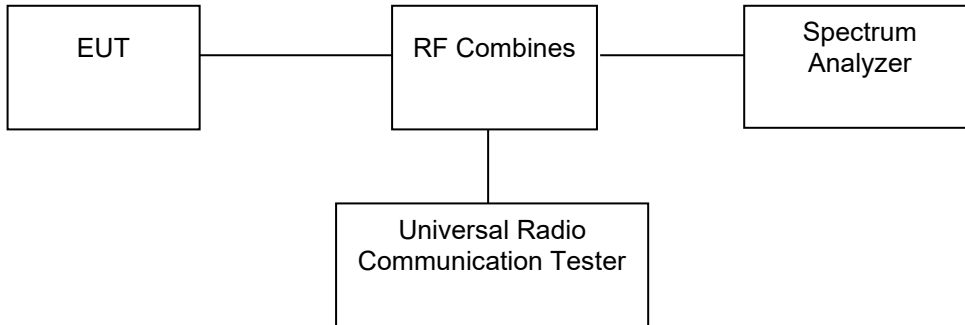 EUT
RF Combines
Spectrum
Analyzer
Universal Radio
Communication Tester